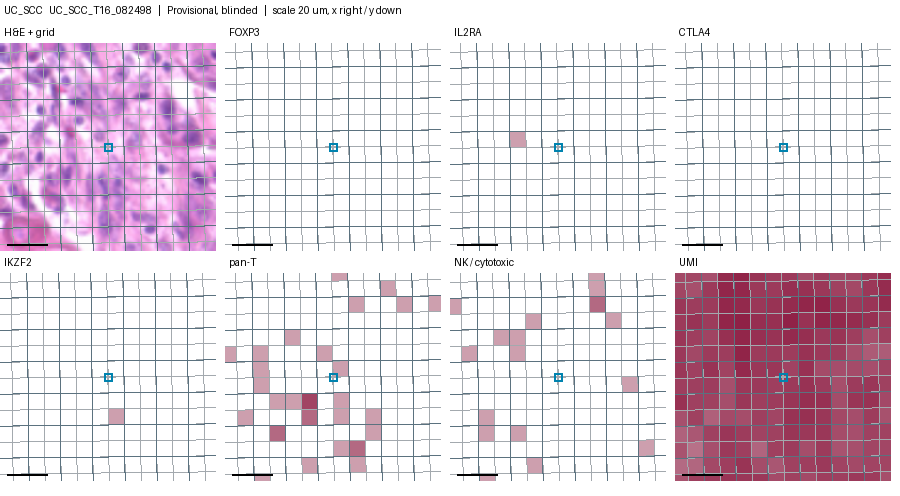 UC_SCC UC_SCC_T16_082498 | Provisional, blinded | scale 20 um, x right / y down
H&E + grid
FOXP3
IL2RA
CTLA4
IKZF2
pan-T
NK / cytotoxic
UMI